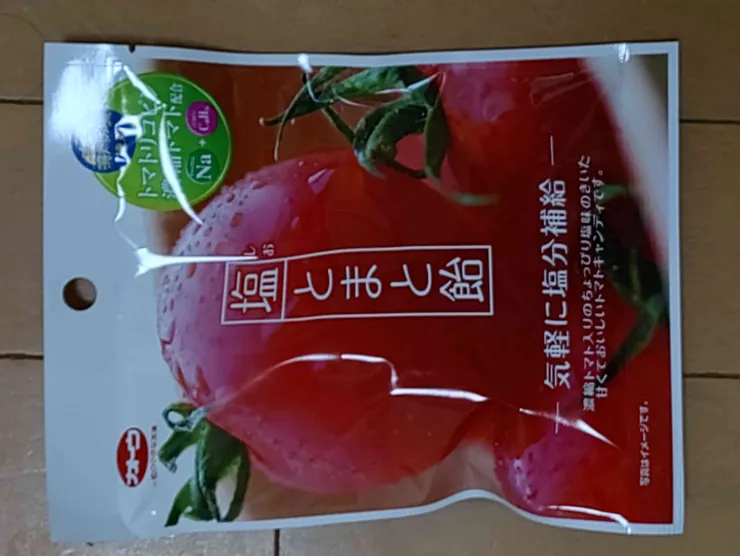 トマトリコピン
濃縮トマト配合
Na
+
塩とまと飴
しお
気軽に塩分補給
濃縮トマト入りのちょっぴり塩味のきいた
甘くておいしいトマトキャンディです。
写真はイメージです。